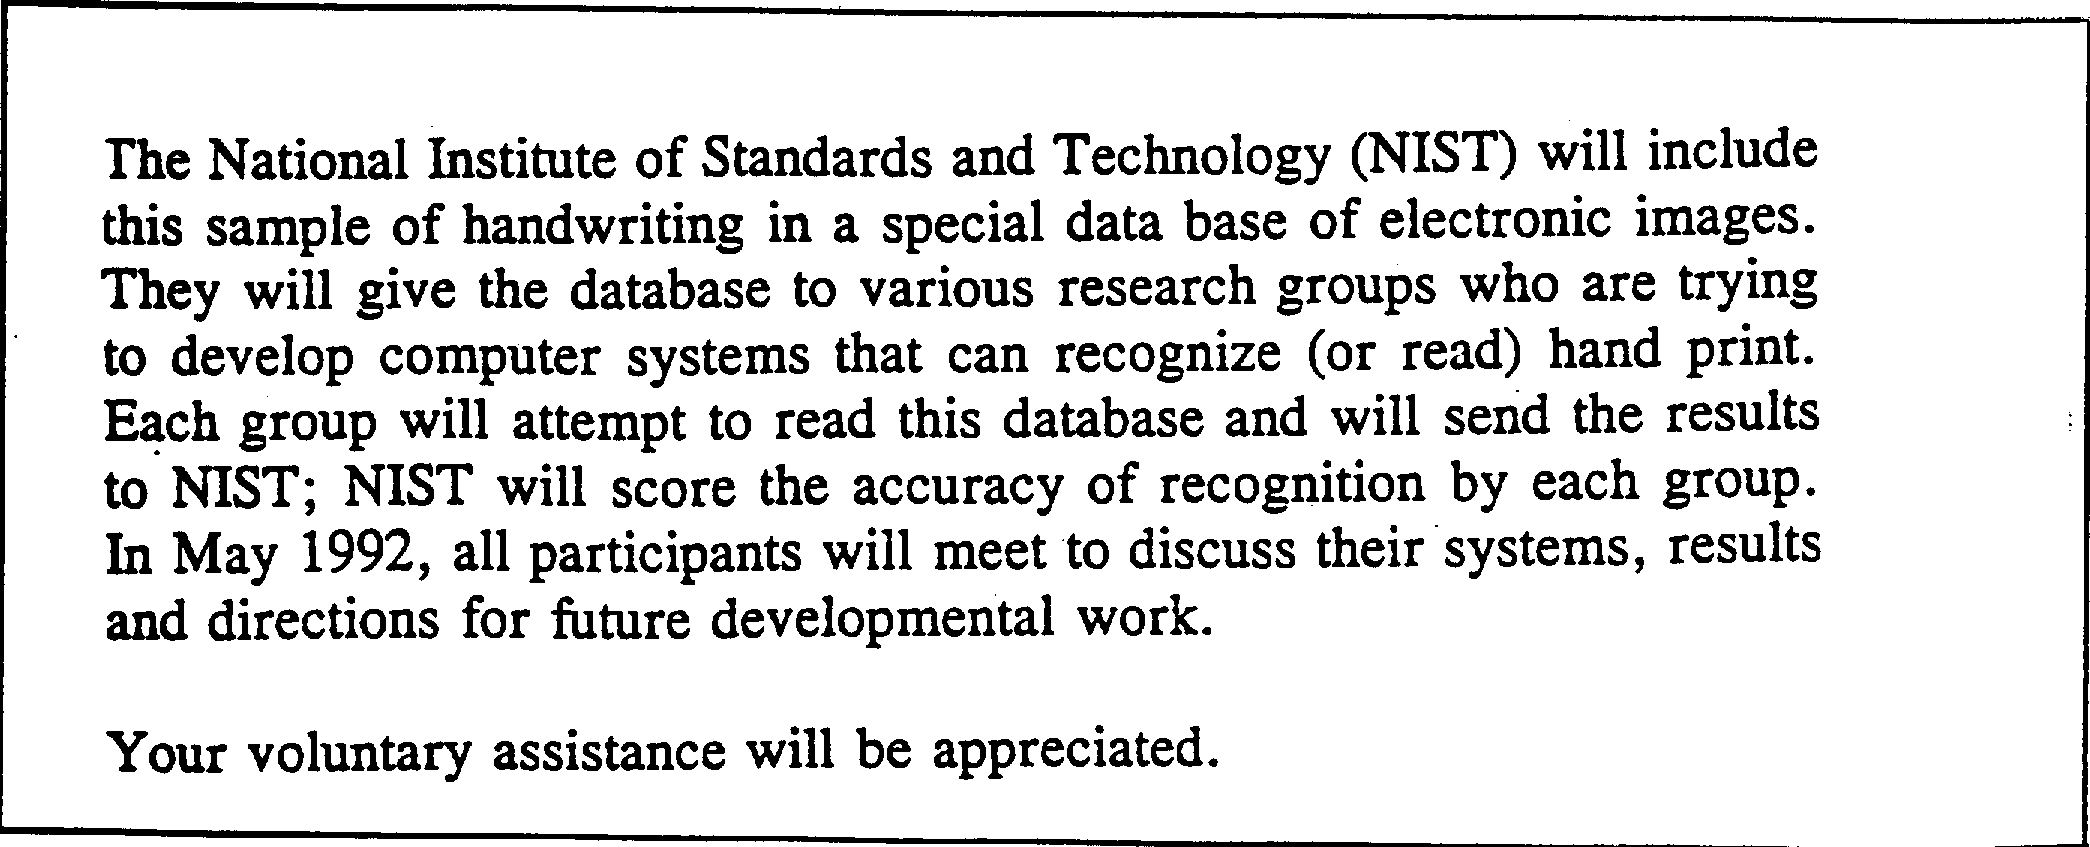 The National Institute of Standards and Technology (NIST) will include
this sample of handwriting in a special data base of electronic images.
They will give the database to various research groups who are trying
to develop computer systems that can recognize (or read) hand print.
Each group will attempt to read this database and will send the results
to NIST; NIST will score the accuracy of recognition by each group.
In May 1992, all participants will meet to discuss their systems, results
and directions for future developmental work.
Your voluntary assistance will be appreciated.